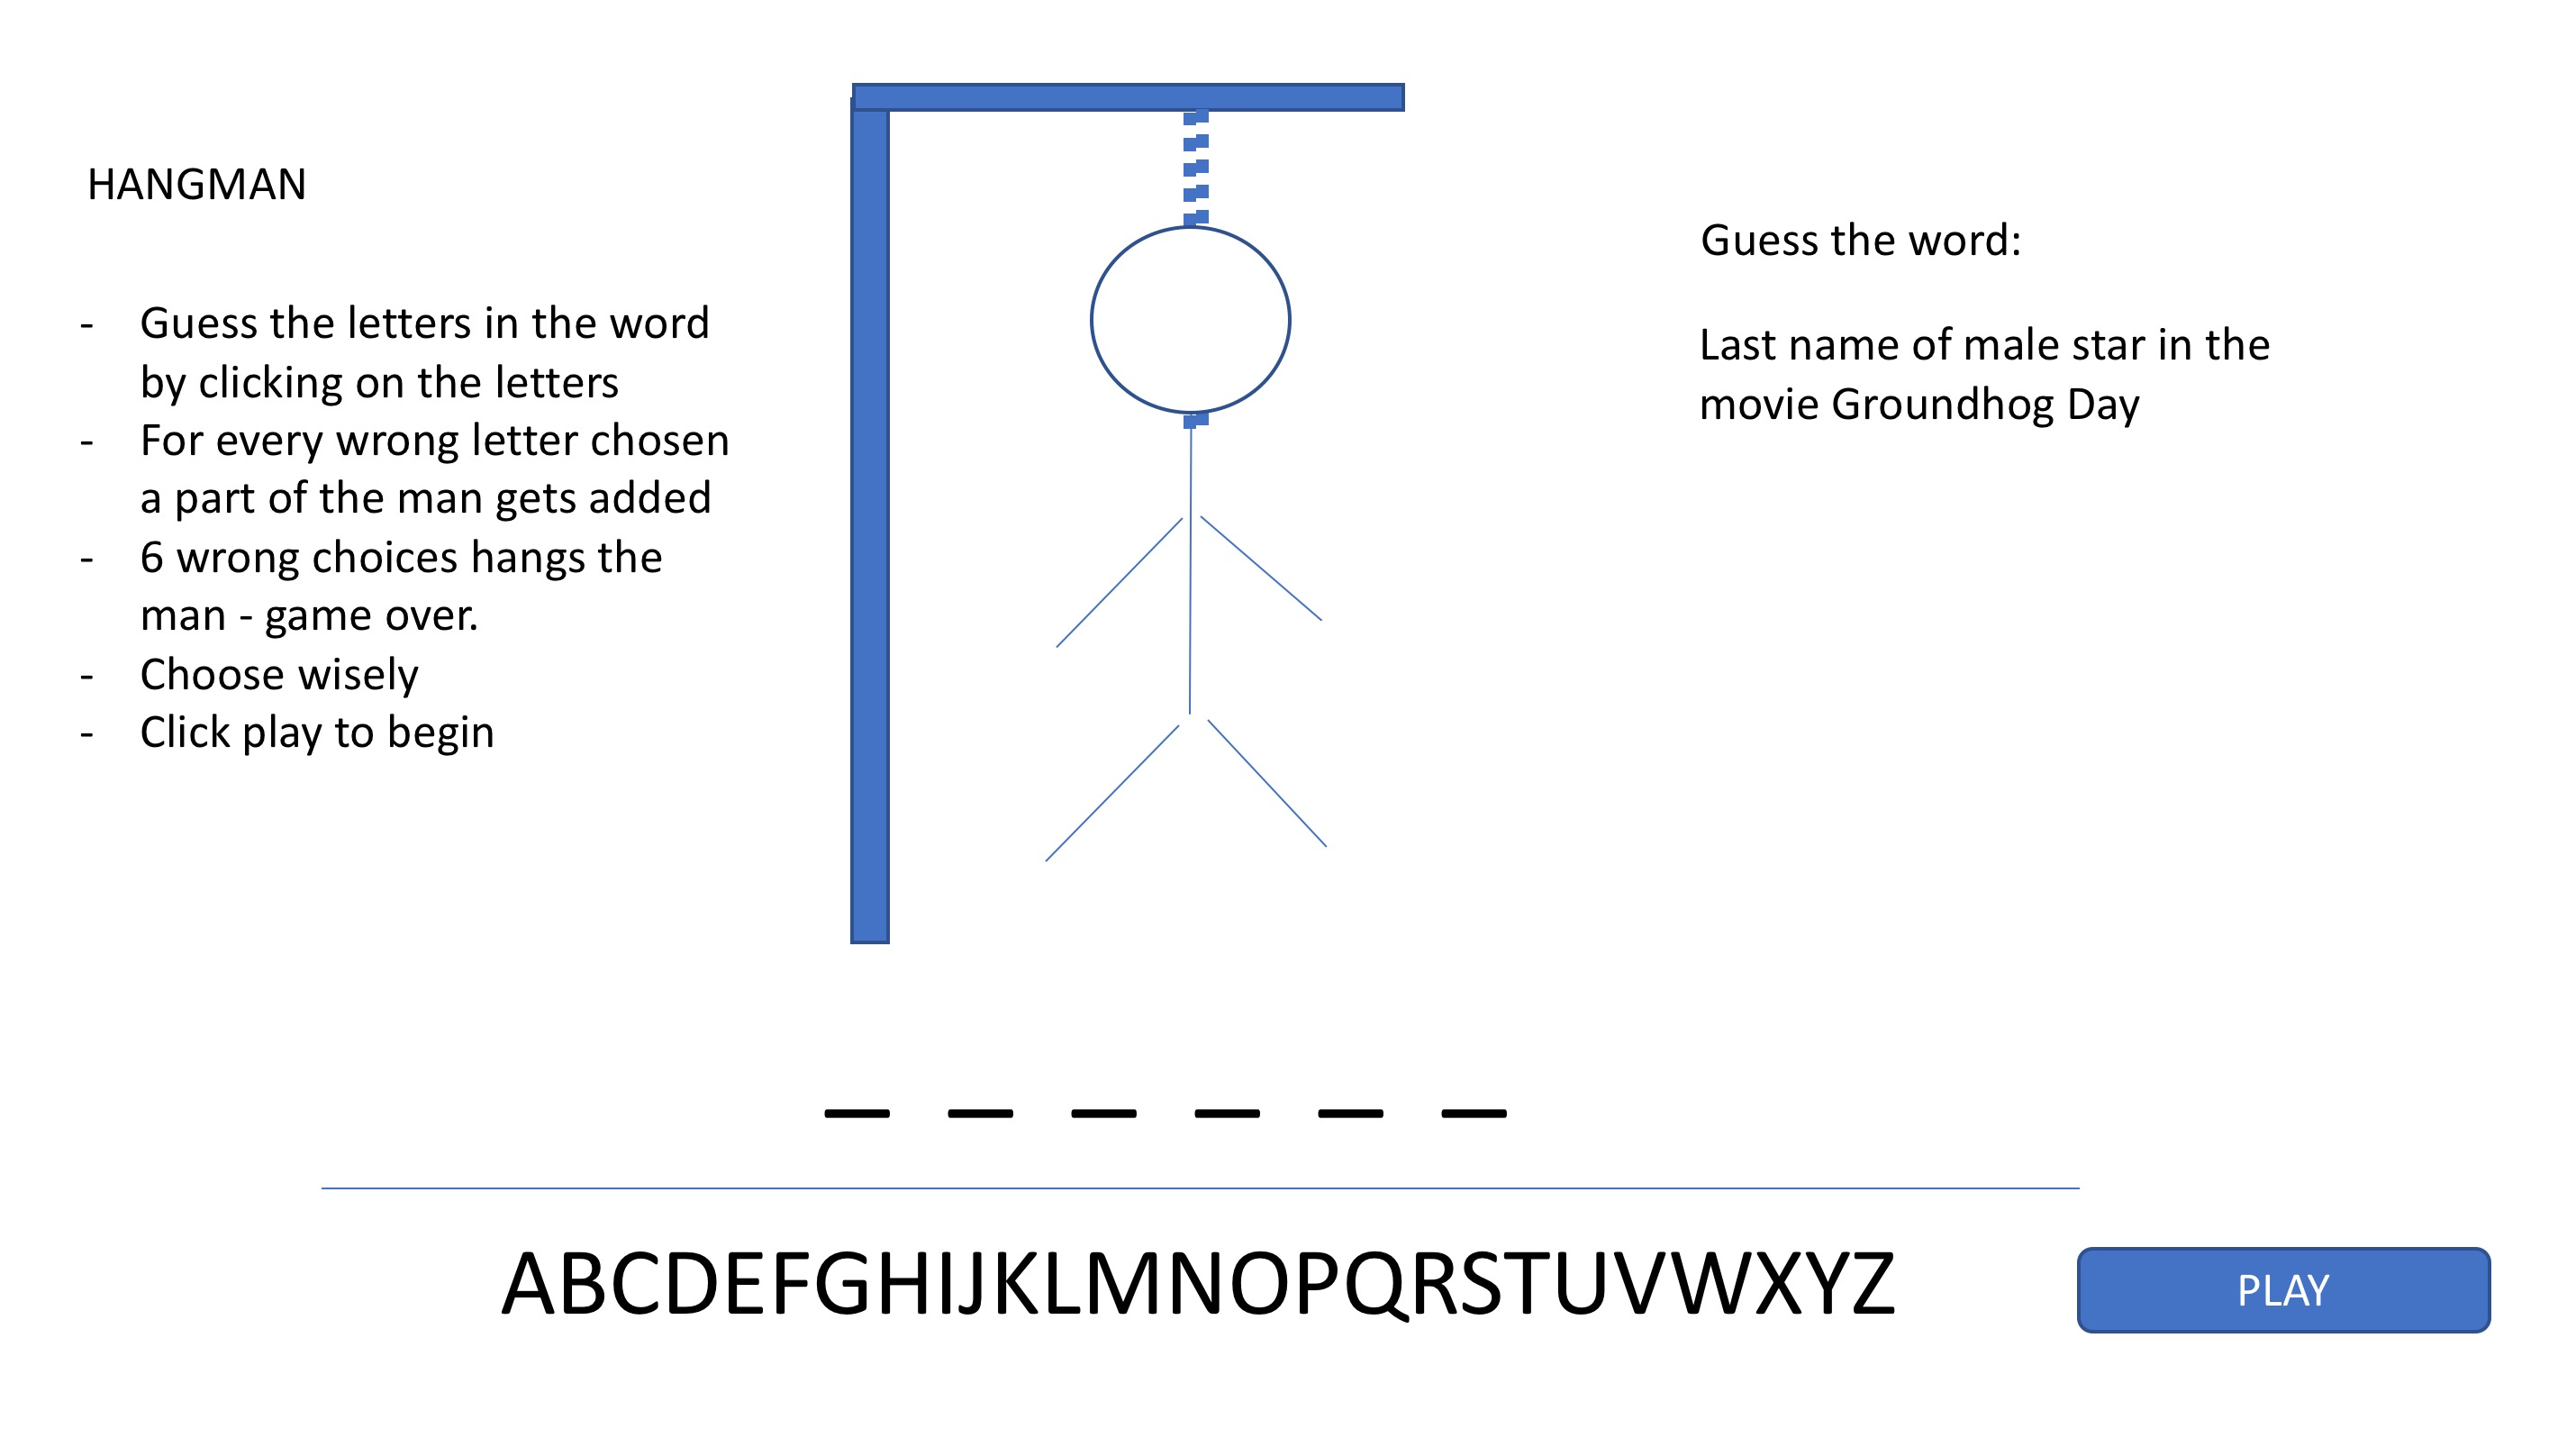 HANGMAN
- Guess the letters in the word
by clicking on the letters
- For every wrong letter chosen
a part of the man gets added
- 6 wrong choices hangs the
man - game over.
- Choose wisely
- Click play to begin
Guess the word:
Last name of male star in the
movie Groundhog Day
_ _ _ _ _ _
ABCDEFGHIJKLMNOPQRSTUVWXYZ
PLAY